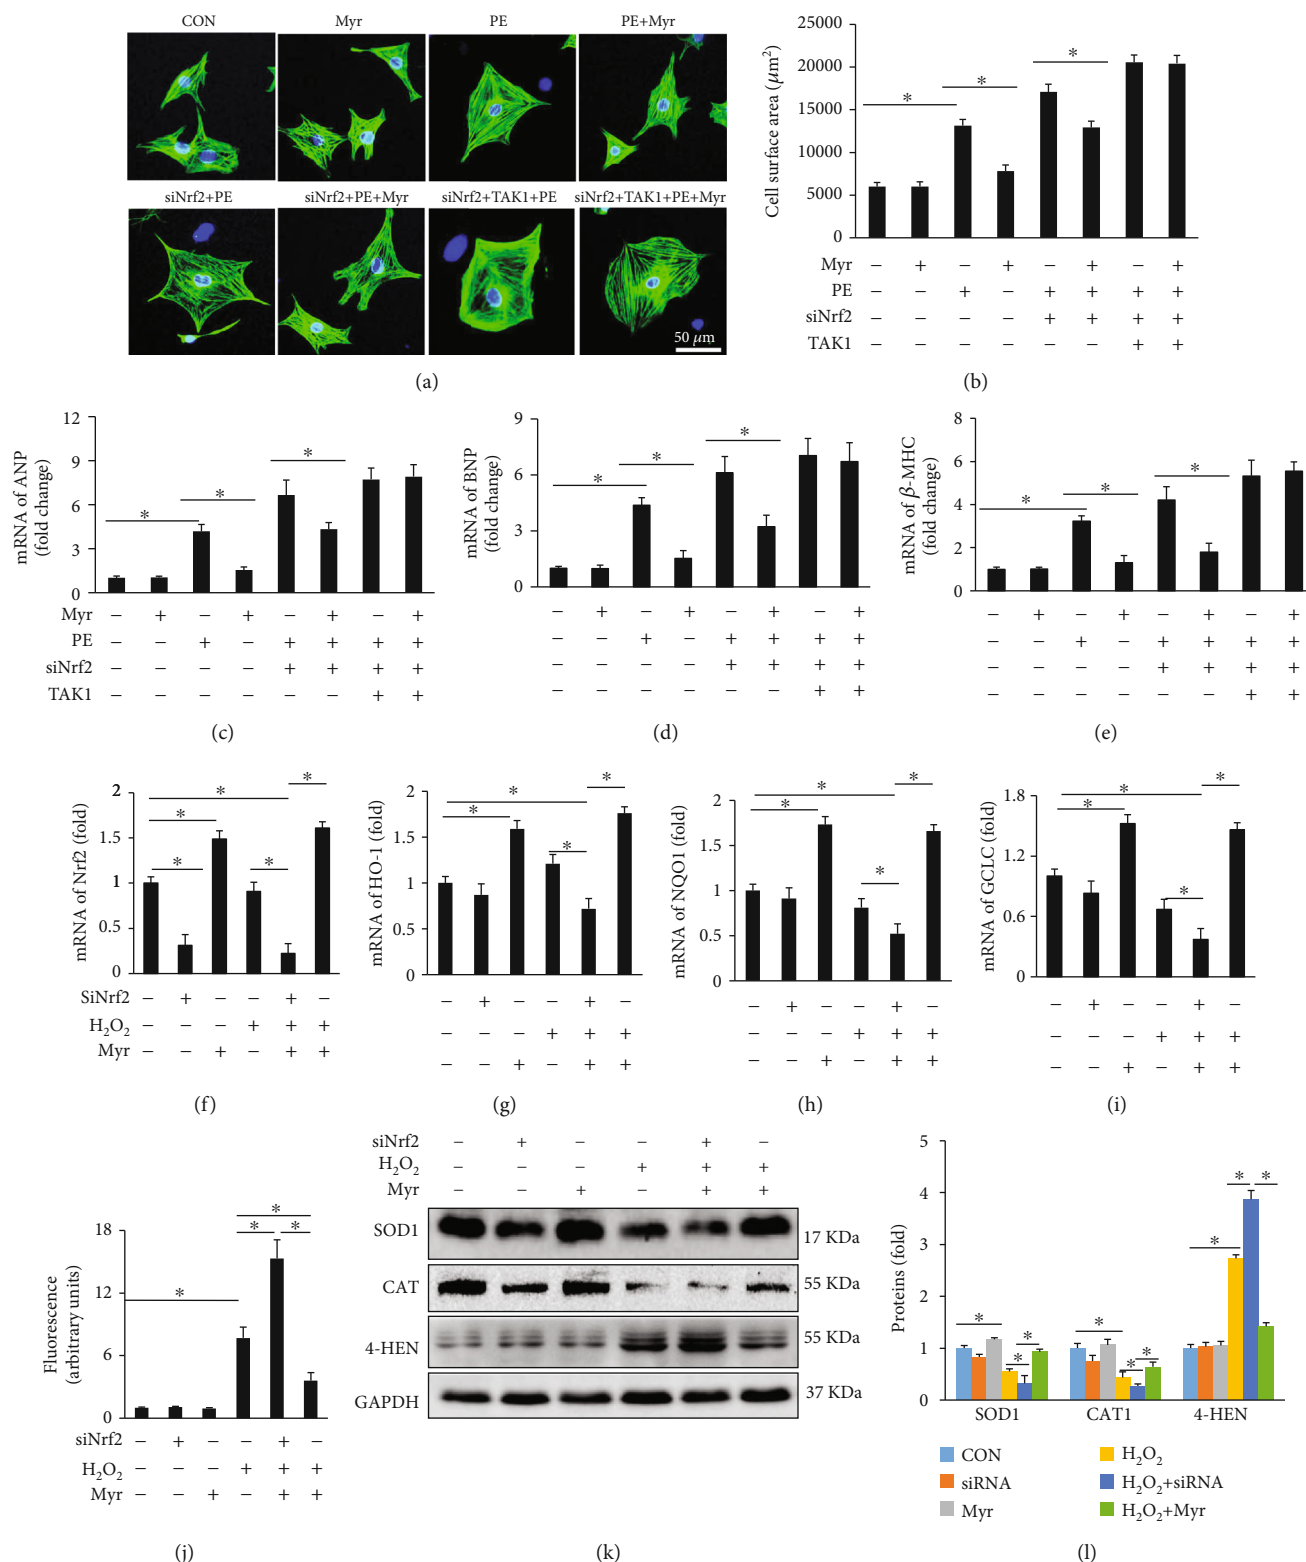 CON Myr PE PE+Myr
siNrf2+PE siNrf2+PE+Myr siNrf2+TAK1+PE siNrf2+TAK1+PE+Myr
50 μm
(a)
Cell surface area (μm²)
25000
20000
15000
10000
5000
0
* * *
Myr − + − + − + − +
PE − − + + + + + +
siNrf2 − − − − + + + +
TAK1 − − − − − − + +
(b)
mRNA of ANP
(fold change)
12
9
6
3
0
* * *
Myr − + − + − + − +
PE − − + + + + + +
siNrf2 − − − − + + + +
TAK1 − − − − − − + +
(c)
mRNA of BNP
(fold change)
9
6
3
0
* * *
− + − + − + − +
− − + + + + + +
− − − − + + + +
− − − − − − + +
(d)
mRNA of β-MHC
(fold change)
8
6
4
2
0
* * *
− + − + − + − +
− − + + + + + +
− − − − + + + +
− − − − − − + +
(e)
mRNA of Nrf2 (fold)
2
1.5
1
0.5
0
* * * * *
SiNrf2 − + − − + −
H₂O₂ − − − + + +
Myr − − + − + +
(f)
mRNA of HO-1 (fold)
2
1.5
1
0.5
0
* * * *
− + − − + −
− − − + + +
− − + − + +
(g)
mRNA of NQO1 (fold)
2
1.5
1
0.5
0
* * * *
− + − − + −
− − − + + +
− − + − + +
(h)
mRNA of GCLC (fold)
1.8
1.2
0.6
0
* * * *
− + − − + −
− − − + + +
− − + − + +
(i)
Fluorescence
(arbitrary units)
18
12
6
0
* * * *
siNrf2 − + − − + −
H₂O₂ − − − + + +
Myr − − + − + +
(j)
siNrf2 − + − − + −
H₂O₂ − − − + + +
Myr − − + − + +
SOD1 17 KDa
CAT 55 KDa
4-HEN 55 KDa
GAPDH 37 KDa
(k)
Proteins (fold)
5
4
3
2
1
0
* * * * * * * * *
SOD1 CAT1 4-HEN
CON H₂O₂
siRNA H₂O₂+siRNA
Myr H₂O₂+Myr
(l)